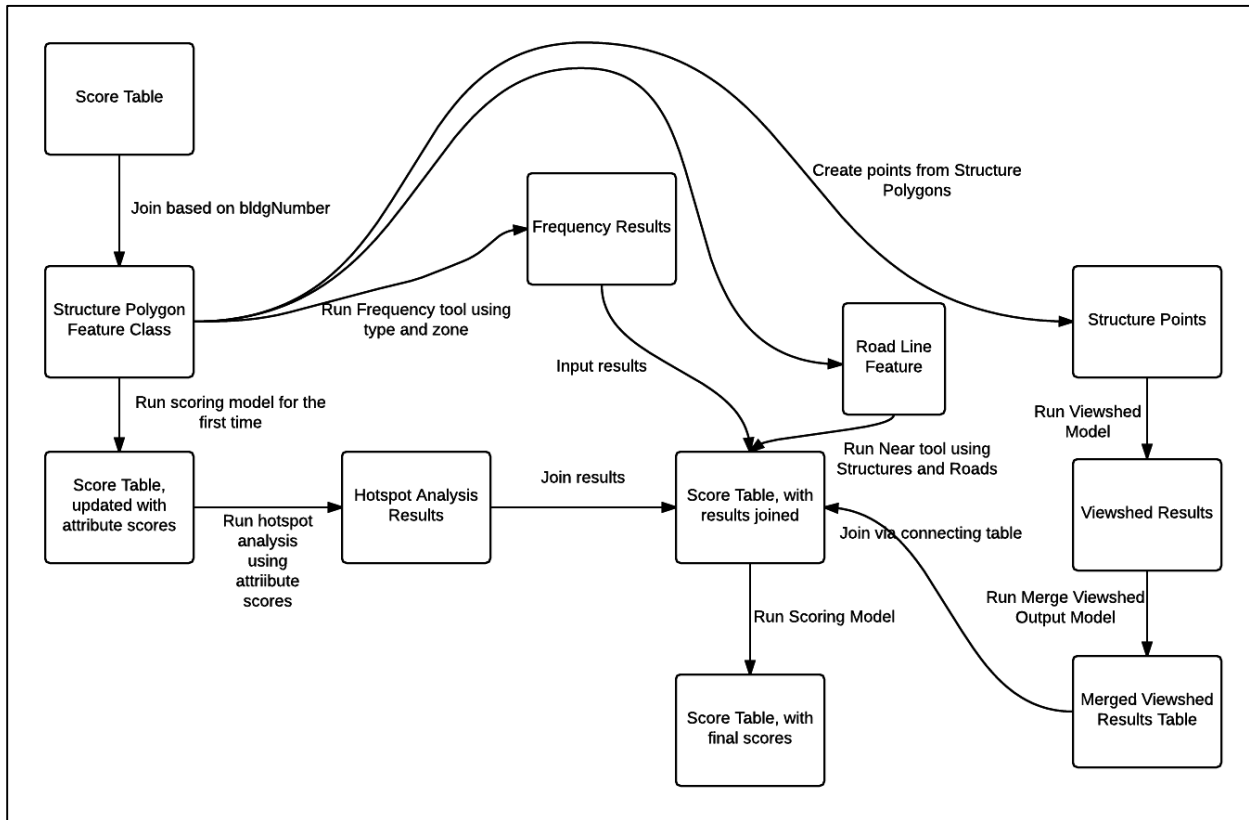 Score Table
Join based on bldgNumber
Create points from Structure
Polygons
Frequency Results
Structure Polygon
Feature Class
Run Frequency tool using
type and zone
Structure Points
Road Line
Feature
Input results
Run scoring model for the
first time
Run Viewshed
Model
Run Near tool using
Structures and Roads
Score Table,
updated with
attribute scores
Run hotspot
analysis
using
attriibute
scores
Hotspot Analysis
Results
Join results
Score Table, with
results joined
Join via connecting table
Viewshed Results
Run Merge Viewshed
Output Model
Run Scoring Model
Score Table, with
final scores
Merged Viewshed
Results Table